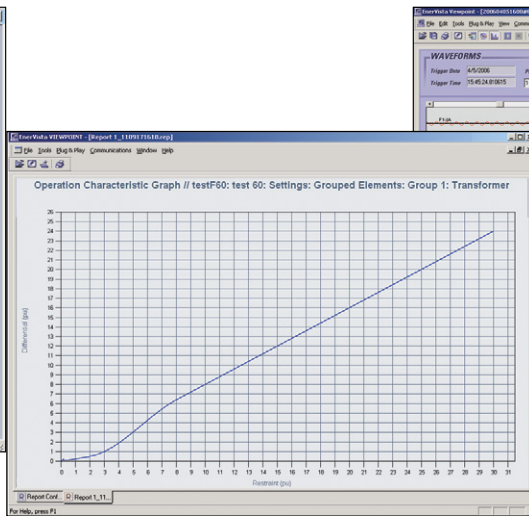 EnerVista Viewpoint - [200604051600#0
File Edit Tools Plug & Play View Commu
WAVEFORMS
Trigger Date 4/5/2006
Trigger Time 15:45:24.810615
EnerVista VIEWPOINT - [Report 1_1109171618.rep]
File Tools Plug & Play Communications Window Help
Operation Characteristic Graph // testF60: test 60: Settings: Grouped Elements: Group 1: Transformer
Differential (pu)
26
25
24
23
22
21
20
19
18
17
16
15
14
13
12
11
10
9
8
7
6
5
4
3
2
1
0
0 1 2 3 4 5 6 7 8 9 10 11 12 13 14 15 16 17 18 19 20 21 22 23 24 25 26 27 28 29 30 31
Restraint (pu)
Report Conf... Report 1_11...
For Help, press F1